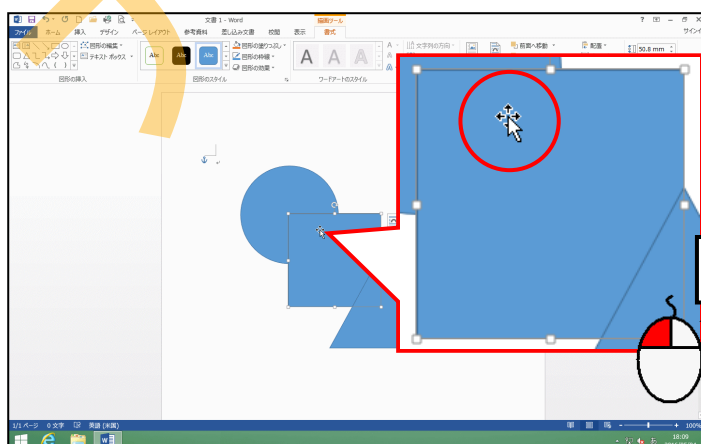 文書 1 - Word
描画ツール
ファイル ホーム 挿入 デザイン ページ レイアウト 参考資料 差し込み文書 校閲 表示 書式 サインイ
図形の編集
テキスト ボックス
Abc Abc Abc
図形の塗りつぶし
図形の枠線
図形の効果
A A A
A
A
A
文字列の方向
前面へ移動
配置
50.8 mm
図形の挿入 図形のスタイル ワードアートのスタイル
1/1 ページ 0 文字 英語 (米国) 100%
18:09